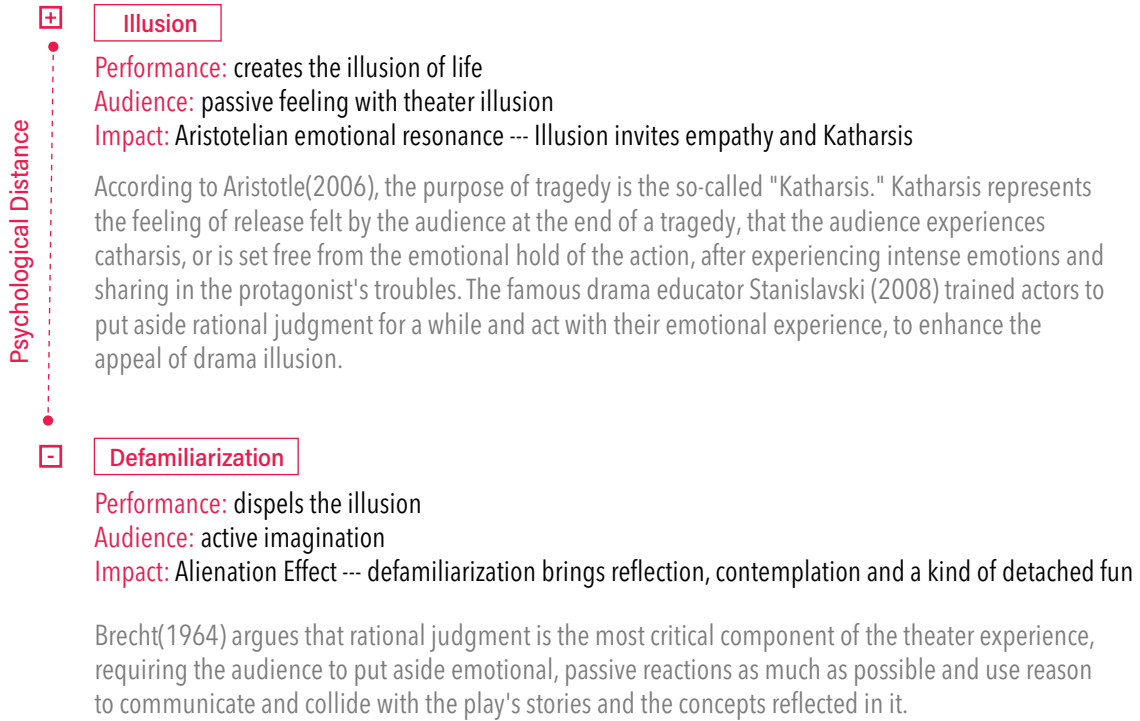 +
Illusion
Performance: creates the illusion of life
Audience: passive feeling with theater illusion
Impact: Aristotelian emotional resonance --- Illusion invites empathy and Katharsis
Psychological Distance
According to Aristotle(2006), the purpose of tragedy is the so-called "Katharsis." Katharsis represents
the feeling of release felt by the audience at the end of a tragedy, that the audience experiences
catharsis, or is set free from the emotional hold of the action, after experiencing intense emotions and
sharing in the protagonist's troubles. The famous drama educator Stanislavski (2008) trained actors to
put aside rational judgment for a while and act with their emotional experience, to enhance the
appeal of drama illusion.
-
Defamiliarization
Performance: dispels the illusion
Audience: active imagination
Impact: Alienation Effect --- defamiliarization brings reflection, contemplation and a kind of detached fun
Brecht(1964) argues that rational judgment is the most critical component of the theater experience,
requiring the audience to put aside emotional, passive reactions as much as possible and use reason
to communicate and collide with the play's stories and the concepts reflected in it.